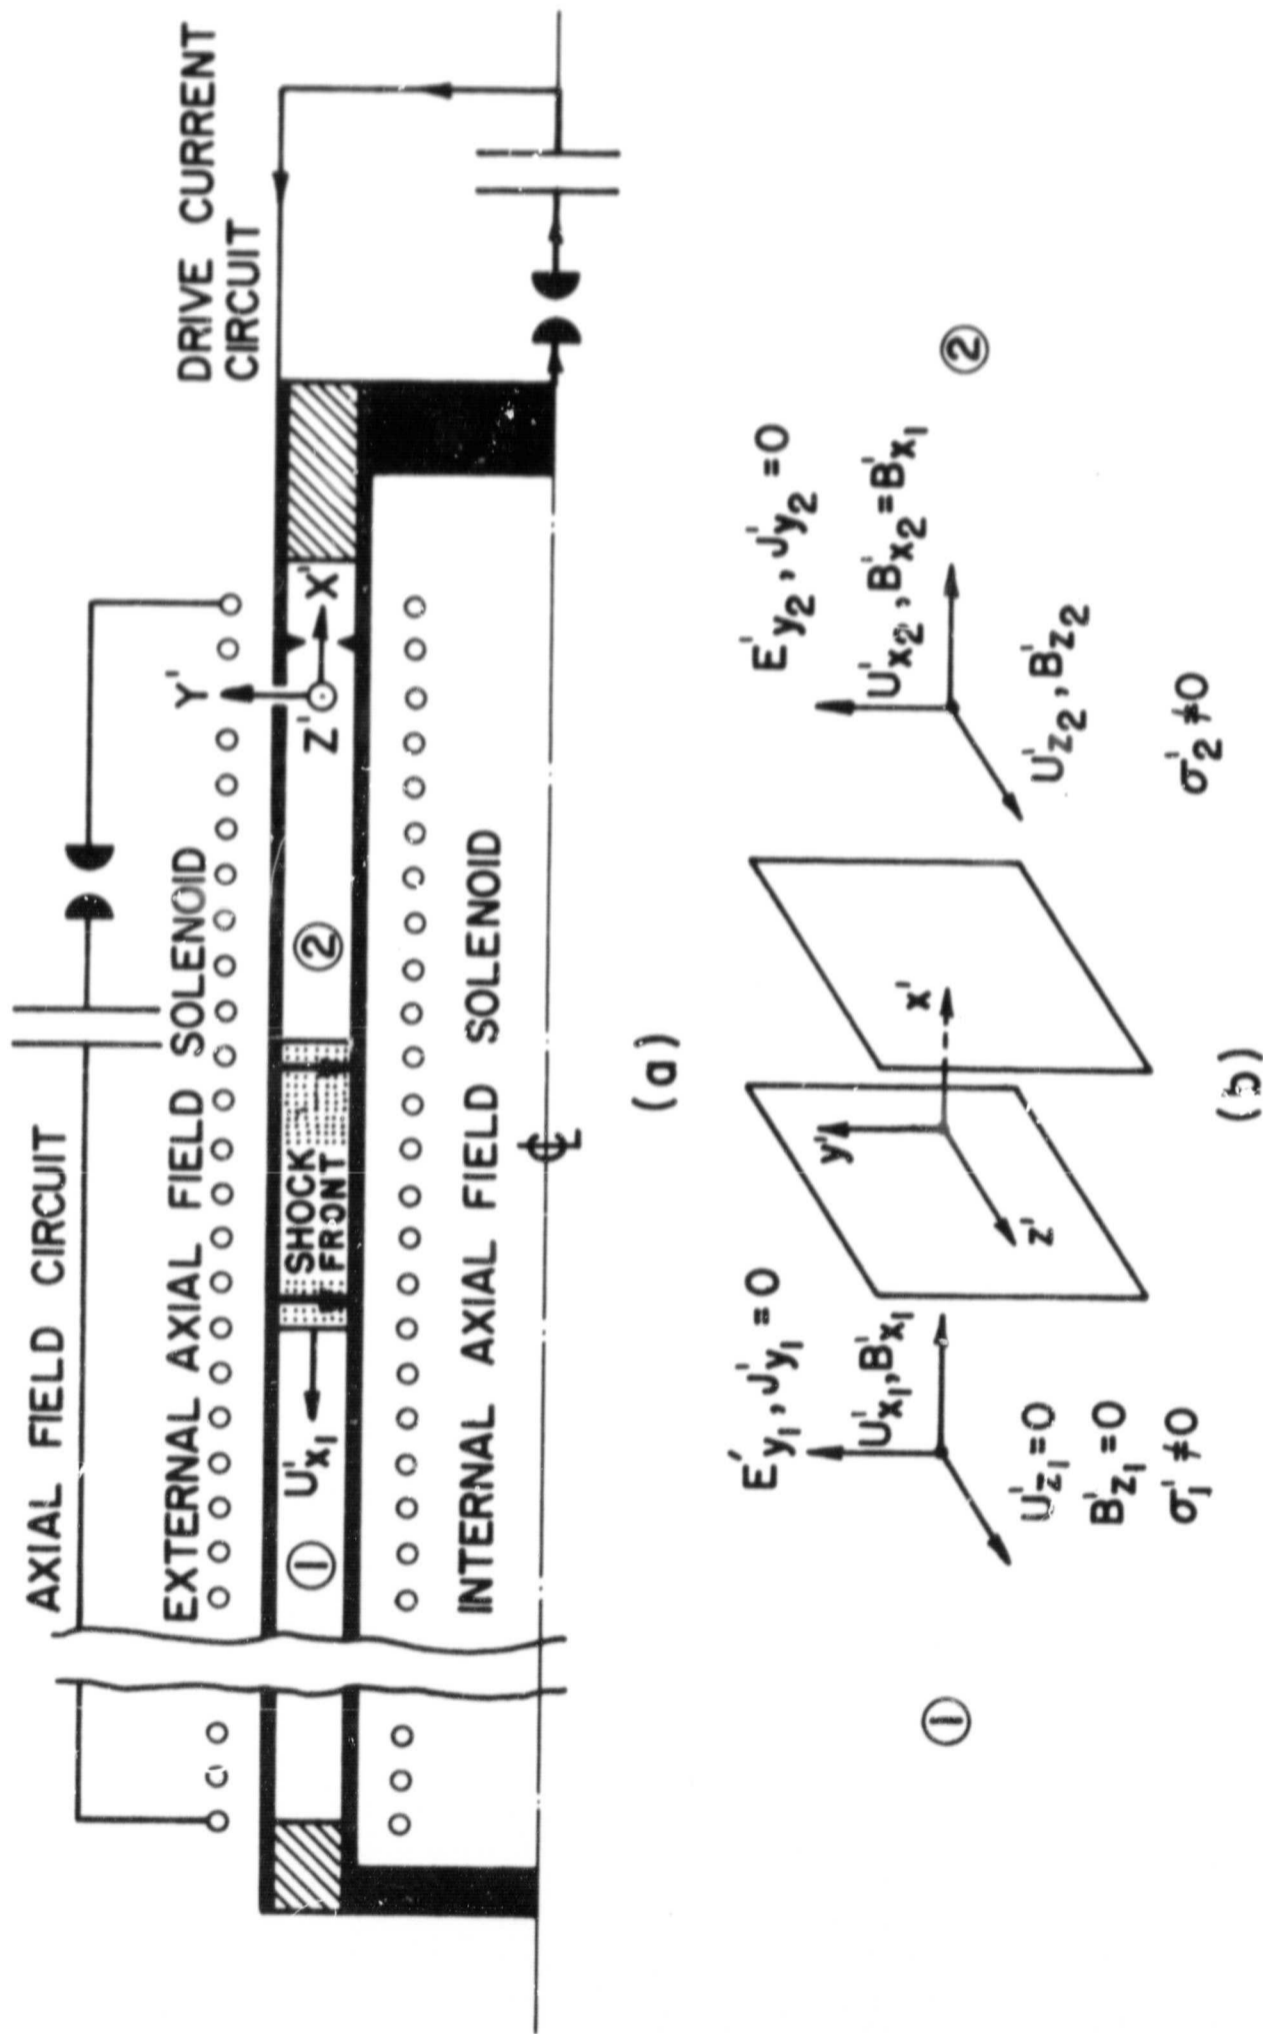 AXIAL FIELD CIRCUIT
EXTERNAL AXIAL FIELD SOLENOID
DRIVE CURRENT
CIRCUIT
Y'
X'
Z'
①
U'x1
SHOCK
FRONT
②
INTERNAL AXIAL FIELD SOLENOID
℄
(a)
①
E'y1, J'y1 = 0
U'x1, B'x1
U'z1 = 0
B'z1 = 0
σ'1 ≠ 0
y'
x'
z'
E'y2, J'y2 = 0
U'x2, B'x2 = B'x1
U'z2, B'z2
σ'2 ≠ 0
②
(b)